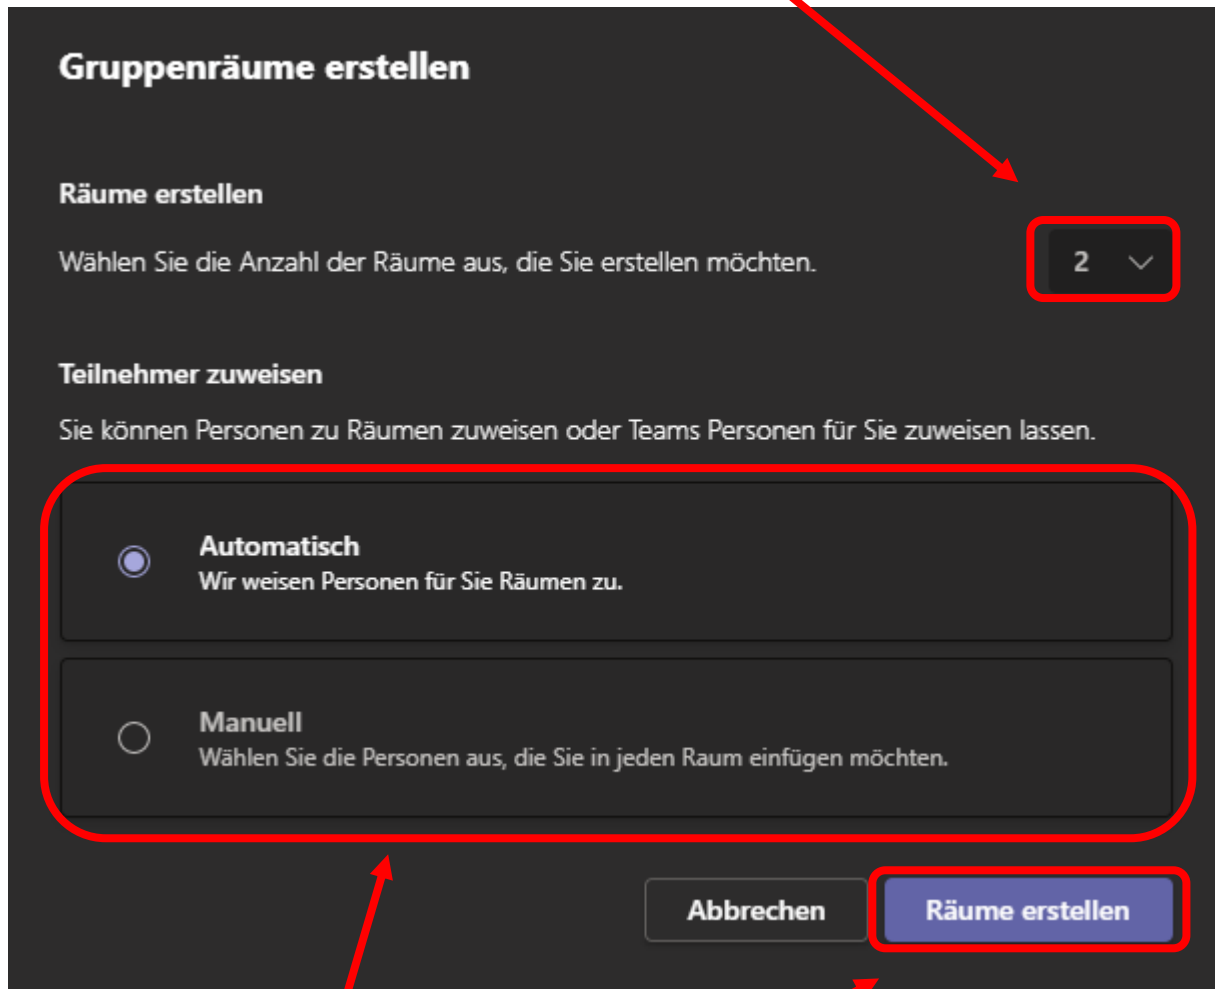 Gruppenräume erstellen
Räume erstellen
Wählen Sie die Anzahl der Räume aus, die Sie erstellen möchten.
2
Teilnehmer zuweisen
Sie können Personen zu Räumen zuweisen oder Teams Personen für Sie zuweisen lassen.
Automatisch
Wir weisen Personen für Sie Räumen zu.
Manuell
Wählen Sie die Personen aus, die Sie in jeden Raum einfügen möchten.
Abbrechen
Räume erstellen